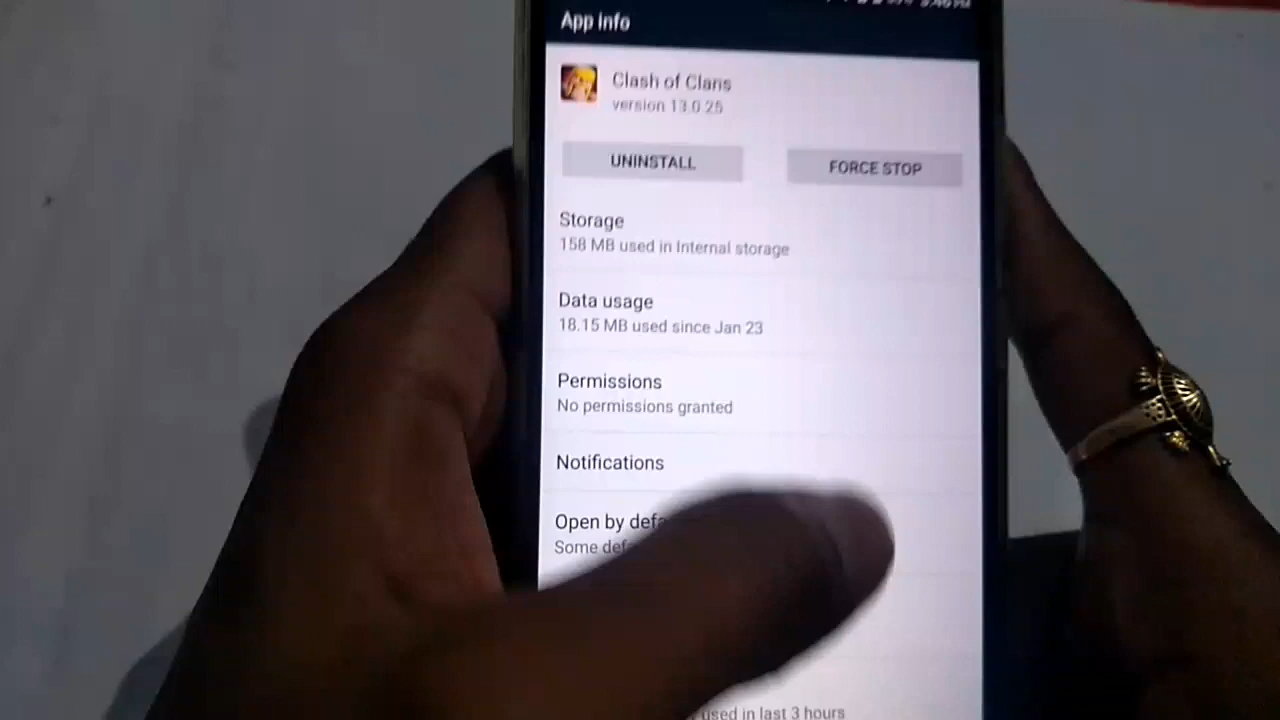 App info
Clash of Clans
version 13.0.25
UNINSTALL
FORCE STOP
Storage
158 MB used in Internal storage
Data usage
18.15 MB used since Jan 23
Permissions
No permissions granted
Notifications
Open by
Some
used in last 3 hours